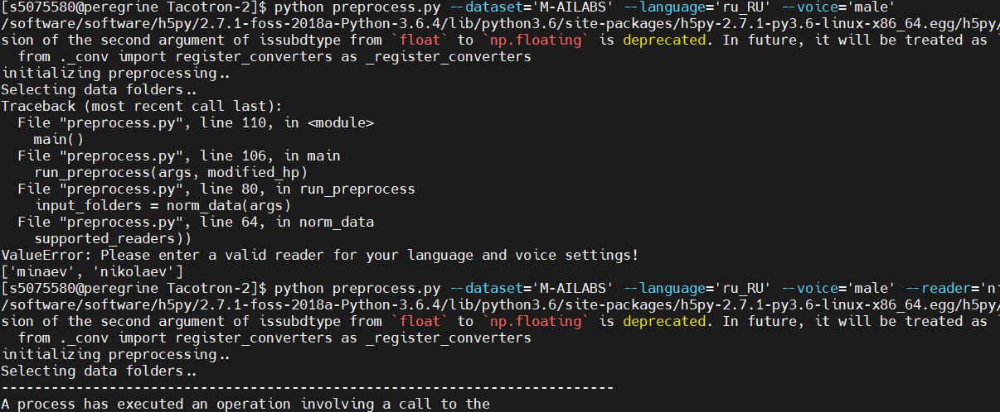 [s5075580@peregrine Tacotron-2]$ python preprocess.py --dataset='M-AILABS' --language='ru_RU' --voice='male'
/software/software/h5py/2.7.1-foss-2018a-Python-3.6.4/lib/python3.6/site-packages/h5py-2.7.1-py3.6-linux-x86_64.egg/h5py/
sion of the second argument of issubdtype from `float` to `np.floating` is deprecated. In future, it will be treated as `
  from ._conv import register_converters as _register_converters
initializing preprocessing..
Selecting data folders..
Traceback (most recent call last):
  File "preprocess.py", line 110, in <module>
    main()
  File "preprocess.py", line 106, in main
    run_preprocess(args, modified_hp)
  File "preprocess.py", line 80, in run_preprocess
    input_folders = norm_data(args)
  File "preprocess.py", line 64, in norm_data
    supported_readers))
ValueError: Please enter a valid reader for your language and voice settings!
['minaev', 'nikolaev']
[s5075580@peregrine Tacotron-2]$ python preprocess.py --dataset='M-AILABS' --language='ru_RU' --voice='male' --reader='ni
/software/software/h5py/2.7.1-foss-2018a-Python-3.6.4/lib/python3.6/site-packages/h5py-2.7.1-py3.6-linux-x86_64.egg/h5py/
sion of the second argument of issubdtype from `float` to `np.floating` is deprecated. In future, it will be treated as `
  from ._conv import register_converters as _register_converters
initializing preprocessing..
Selecting data folders..
--------------------------------------------------------------------------
A process has executed an operation involving a call to the